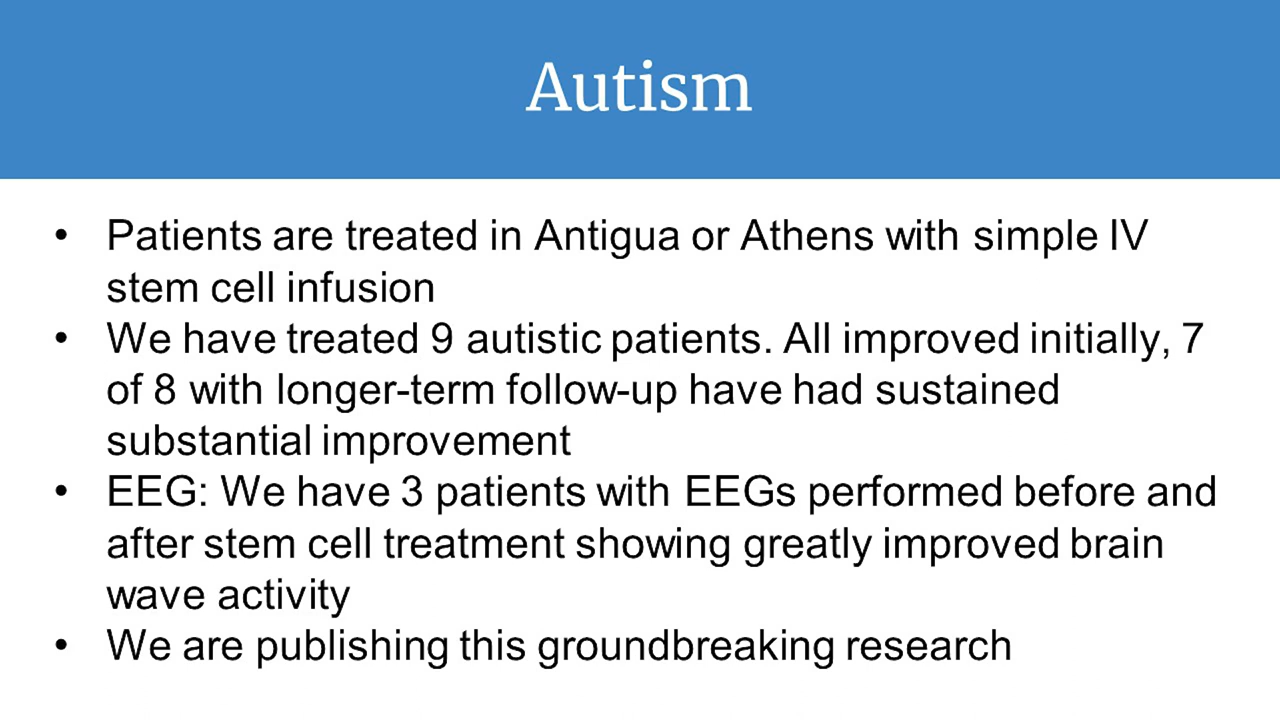 Autism
• Patients are treated in Antigua or Athens with simple IV
stem cell infusion
• We have treated 9 autistic patients. All improved initially, 7
of 8 with longer-term follow-up have had sustained
substantial improvement
• EEG: We have 3 patients with EEGs performed before and
after stem cell treatment showing greatly improved brain
wave activity
• We are publishing this groundbreaking research